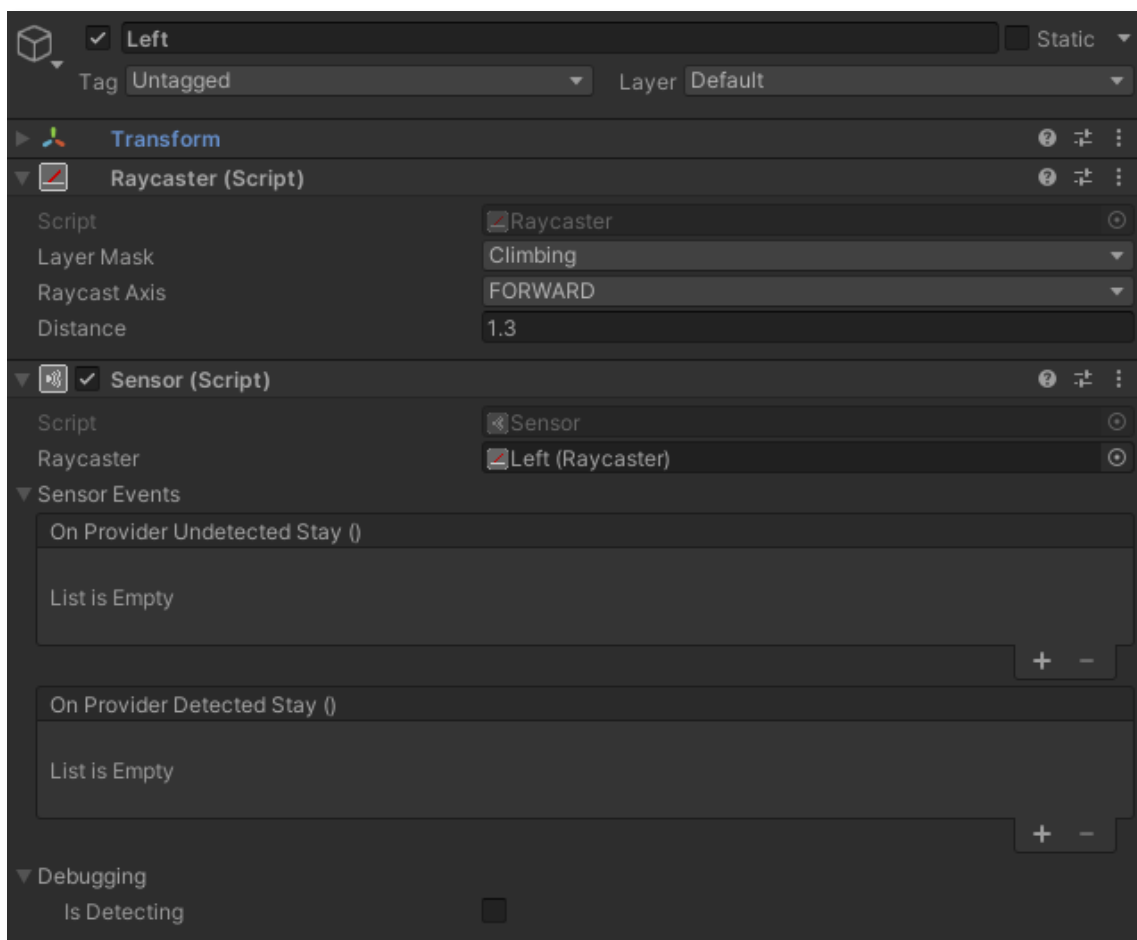 Left Static
Tag Untagged Layer Default
Transform
Raycaster (Script)
Script Raycaster
Layer Mask Climbing
Raycast Axis FORWARD
Distance 1.3
Sensor (Script)
Script Sensor
Raycaster Left (Raycaster)
Sensor Events
On Provider Undetected Stay ()
List is Empty
On Provider Detected Stay ()
List is Empty
Debugging
Is Detecting